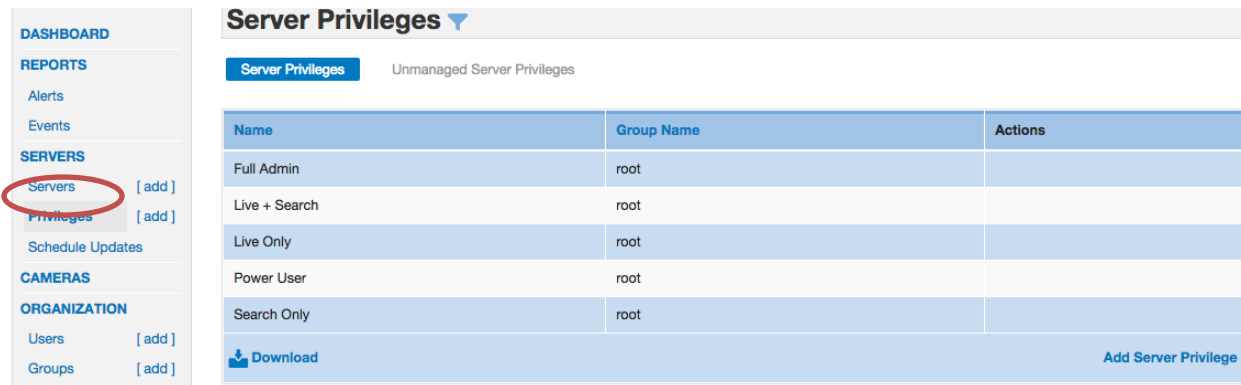 DASHBOARD
REPORTS
Alerts
Events
SERVERS
Servers [ add ]
Privileges [ add ]
Schedule Updates
CAMERAS
ORGANIZATION
Users [ add ]
Groups [ add ]
Server Privileges
Server Privileges Unmanaged Server Privileges
Name Group Name Actions
Full Admin root
Live + Search root
Live Only root
Power User root
Search Only root
Download Add Server Privilege